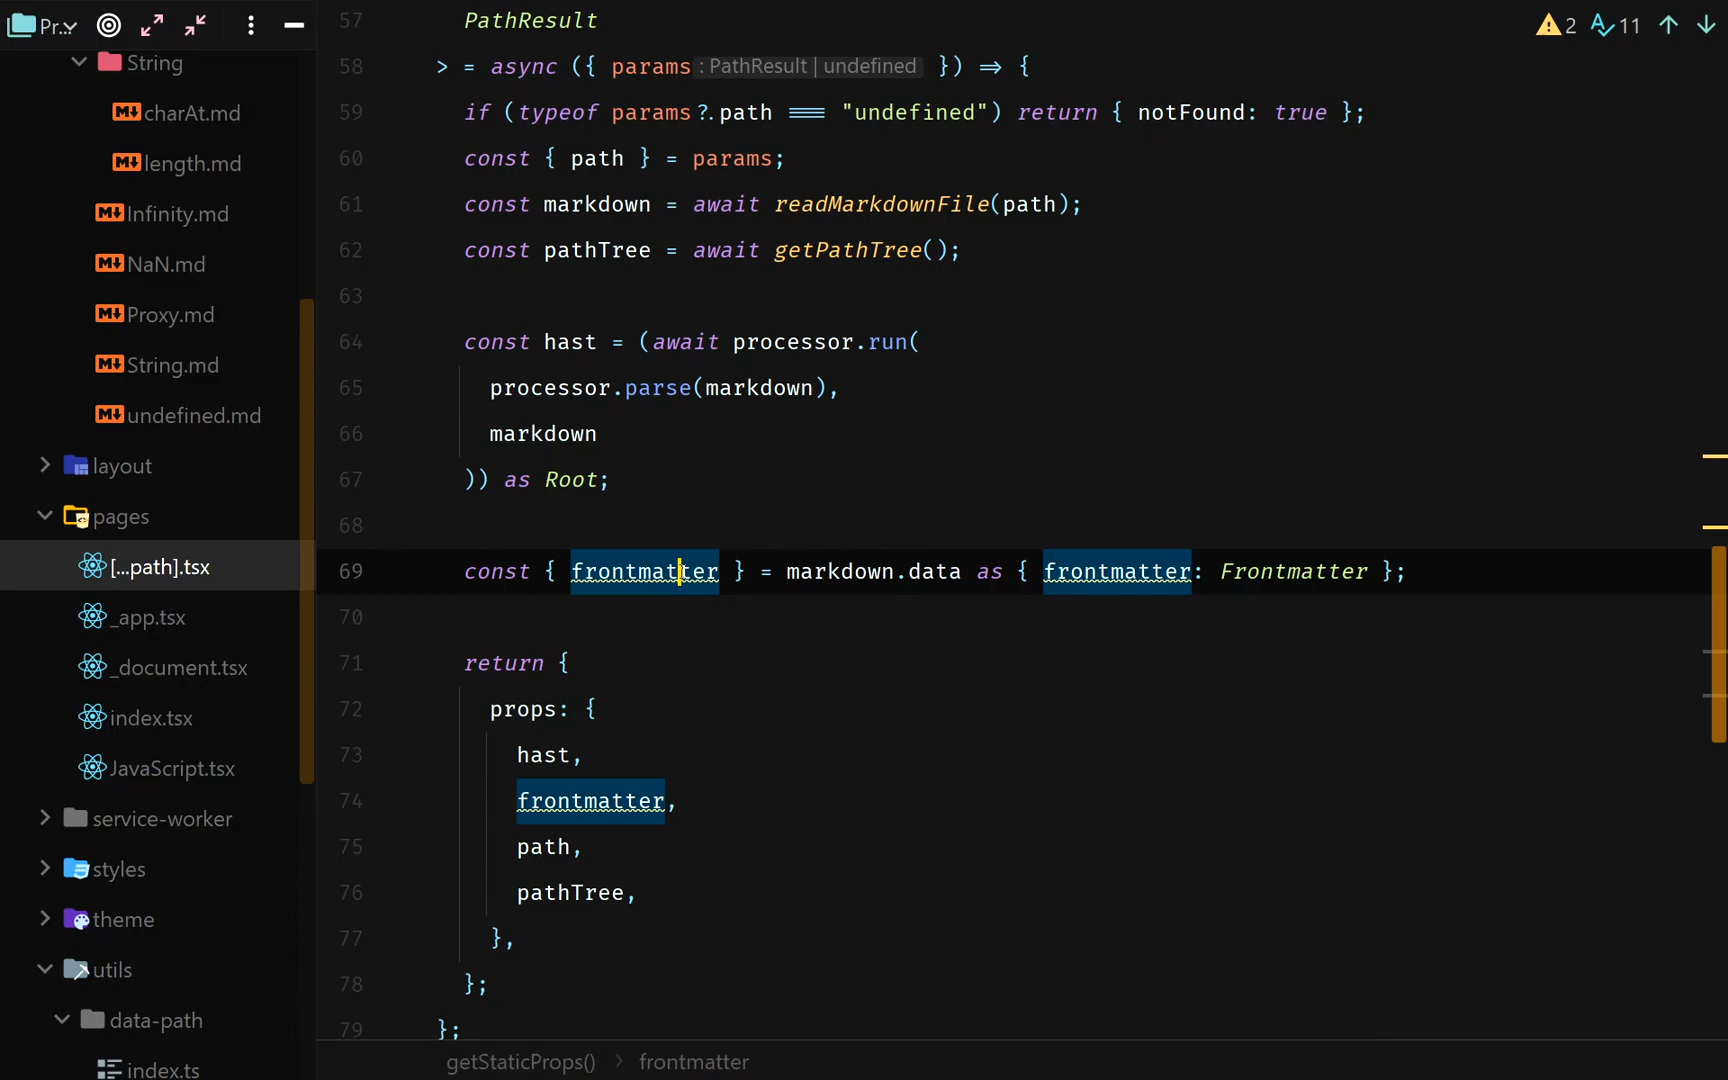 Pr...
String
charAt.md
length.md
Infinity.md
NaN.md
Proxy.md
String.md
undefined.md
layout
pages
[...path].tsx
_app.tsx
_document.tsx
index.tsx
JavaScript.tsx
service-worker
styles
theme
utils
data-path
index.ts
2 11
57 PathResult
58 > = async ({ params : PathResult | undefined }) => {
59 if (typeof params?.path === "undefined") return { notFound: true };
60 const { path } = params;
61 const markdown = await readMarkdownFile(path);
62 const pathTree = await getPathTree();
63
64 const hast = (await processor.run(
65 processor.parse(markdown),
66 markdown
67 )) as Root;
68
69 const { frontmatter } = markdown.data as { frontmatter: Frontmatter };
70
71 return {
72 props: {
73 hast,
74 frontmatter,
75 path,
76 pathTree,
77 },
78 };
79 };
getStaticProps() > frontmatter